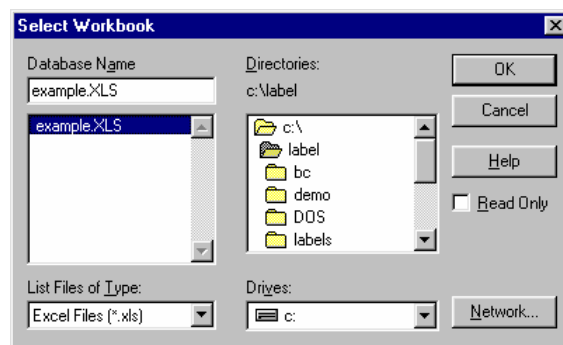 Select Workbook
Database Name
example.XLS
example.XLS
List Files of Type:
Excel Files (*.xls)
Directories:
c:\label
c:\
label
bc
demo
DOS
labels
Drives:
c:
OK
Cancel
Help
Read Only
Network...